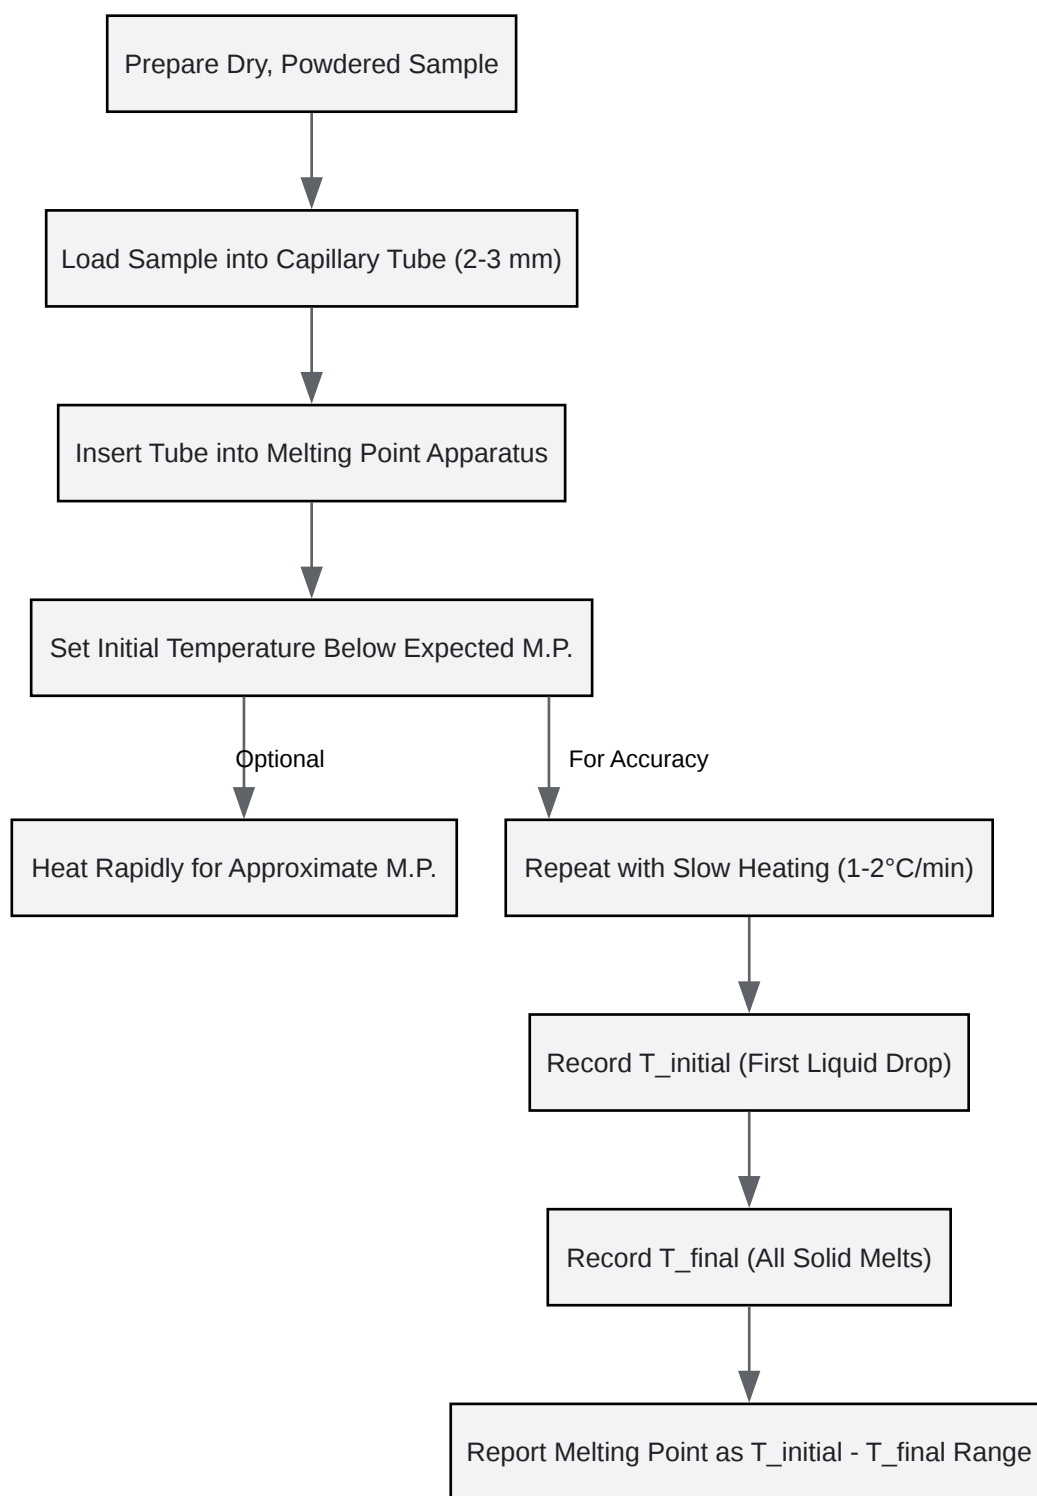 Prepare Dry, Powdered Sample
Load Sample into Capillary Tube (2-3 mm)
Insert Tube into Melting Point Apparatus
Set Initial Temperature Below Expected M.P.
Optional
For Accuracy
Heat Rapidly for Approximate M.P.
Repeat with Slow Heating (1-2°C/min)
Record T_initial (First Liquid Drop)
Record T_final (All Solid Melts)
Report Melting Point as T_initial - T_final Range